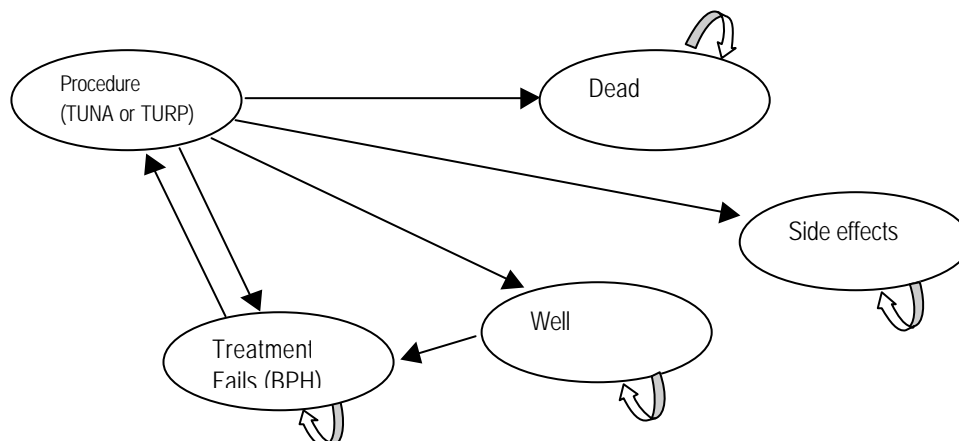 Procedure
(TUNA or TURP)
Dead
Side effects
Well
Treatment
Fails (BPH)